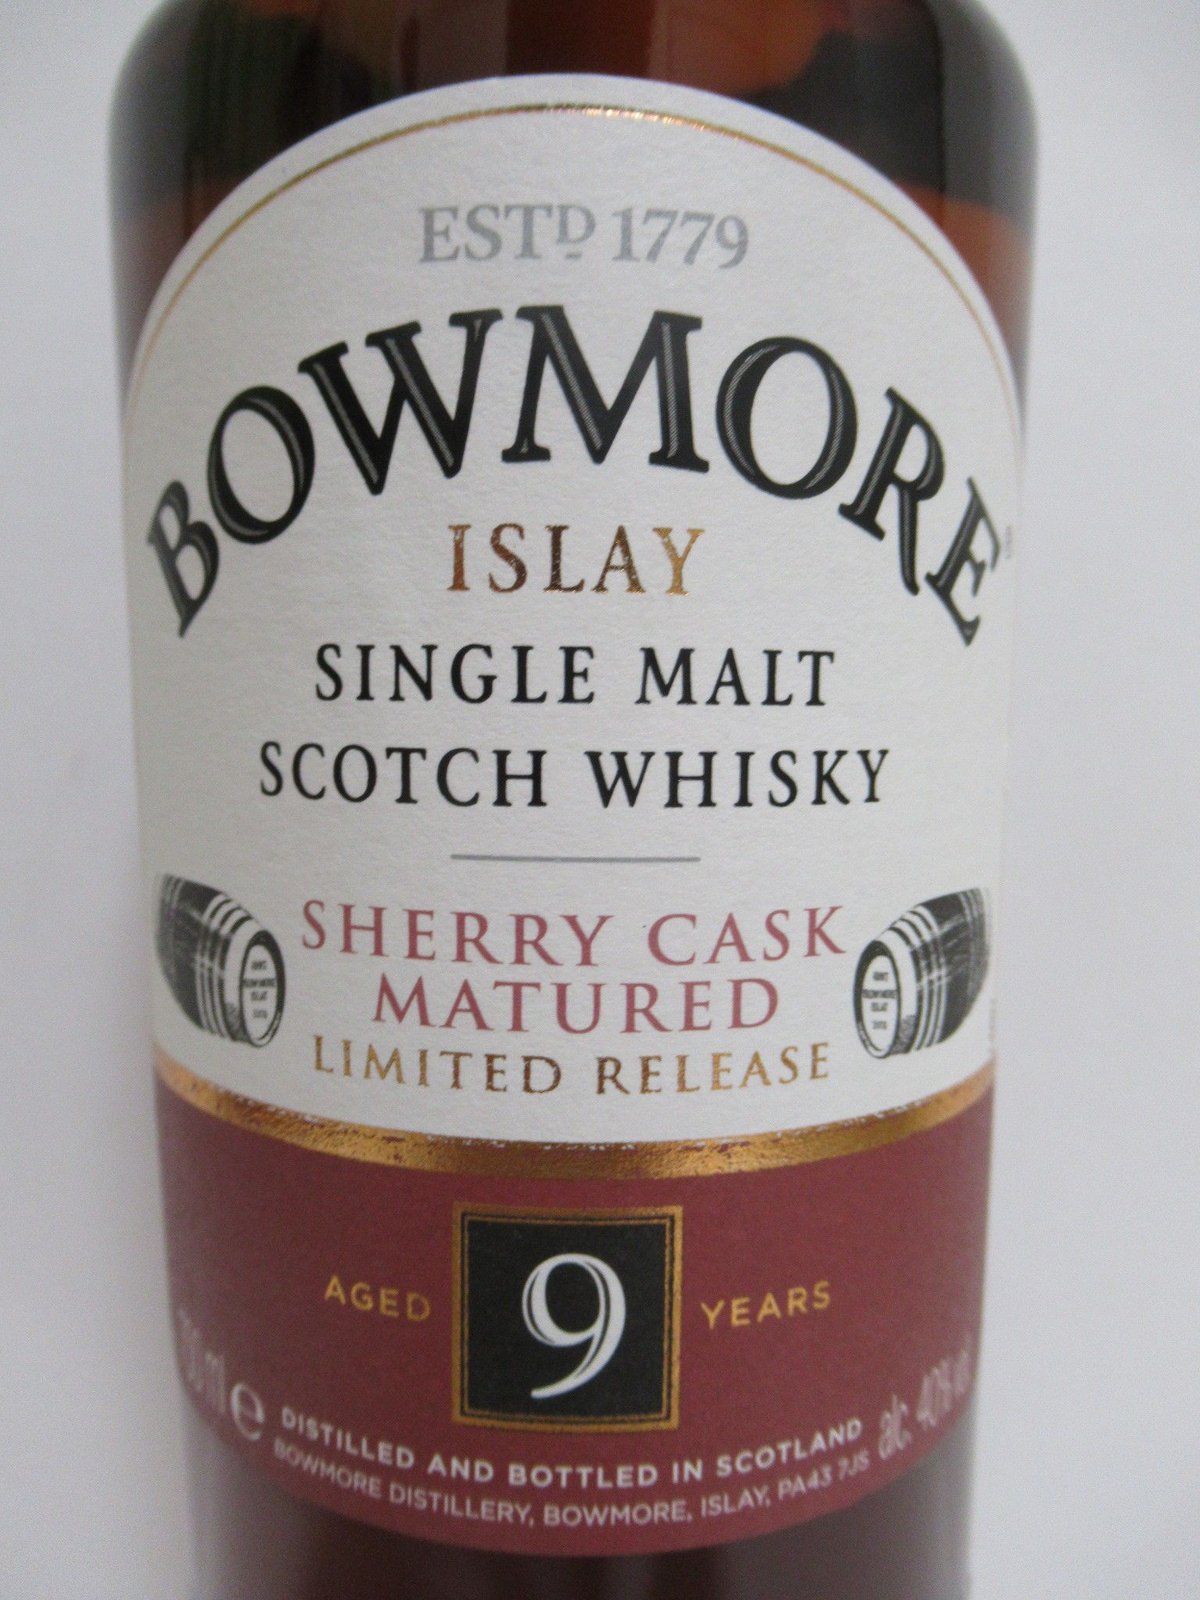 ESTD 1779
BOWMORE
ISLAY
SINGLE MALT
SCOTCH WHISKY
SHERRY CASK
MATURED
LIMITED RELEASE
AGED 9 YEARS
ml e
DISTILLED AND BOTTLED IN SCOTLAND
alc. 40% vol
BOWMORE DISTILLERY, BOWMORE, ISLAY, PA43 7JS